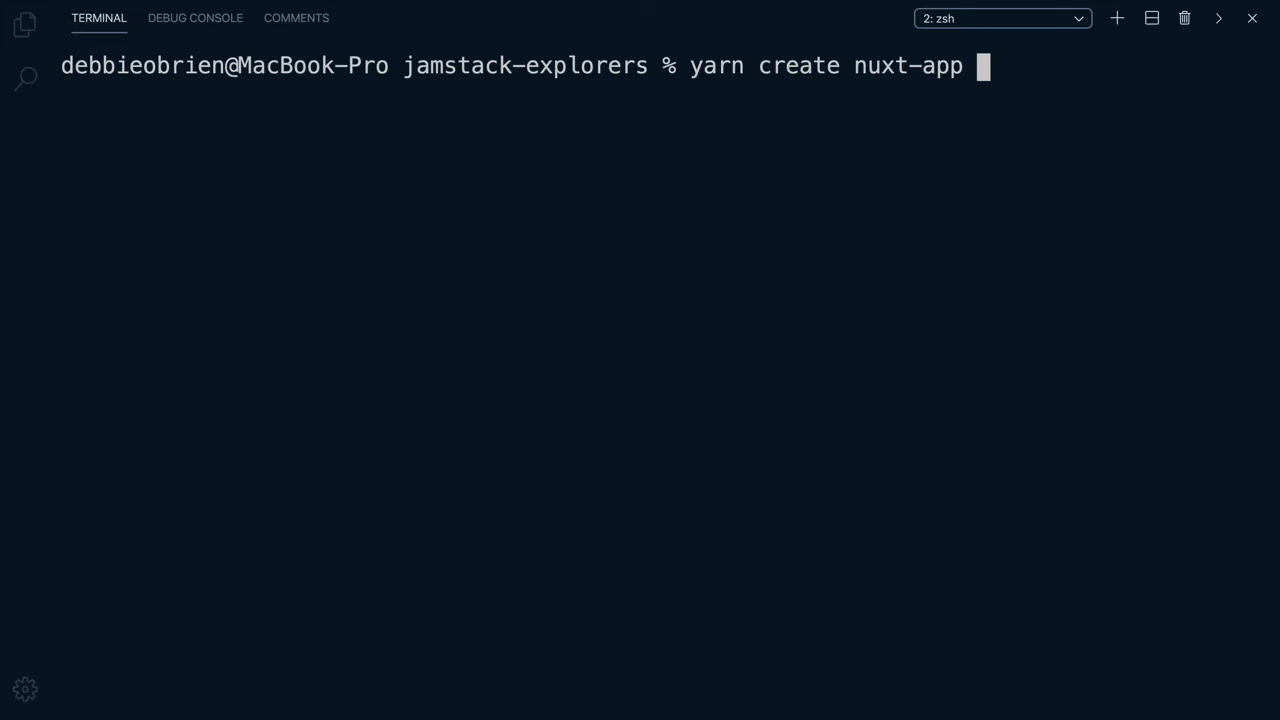 TERMINAL DEBUG CONSOLE COMMENTS 2: zsh
debbieobrien@MacBook-Pro jamstack-explorers % yarn create nuxt-app